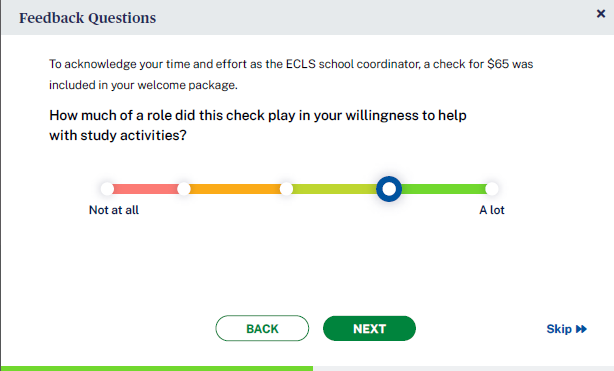 Feedback Questions
To acknowledge your time and effort as the ECLS school coordinator, a check for $65 was
included in your welcome package.
How much of a role did this check play in your willingness to help
with study activities?
Not at all
A lot
BACK
NEXT
Skip